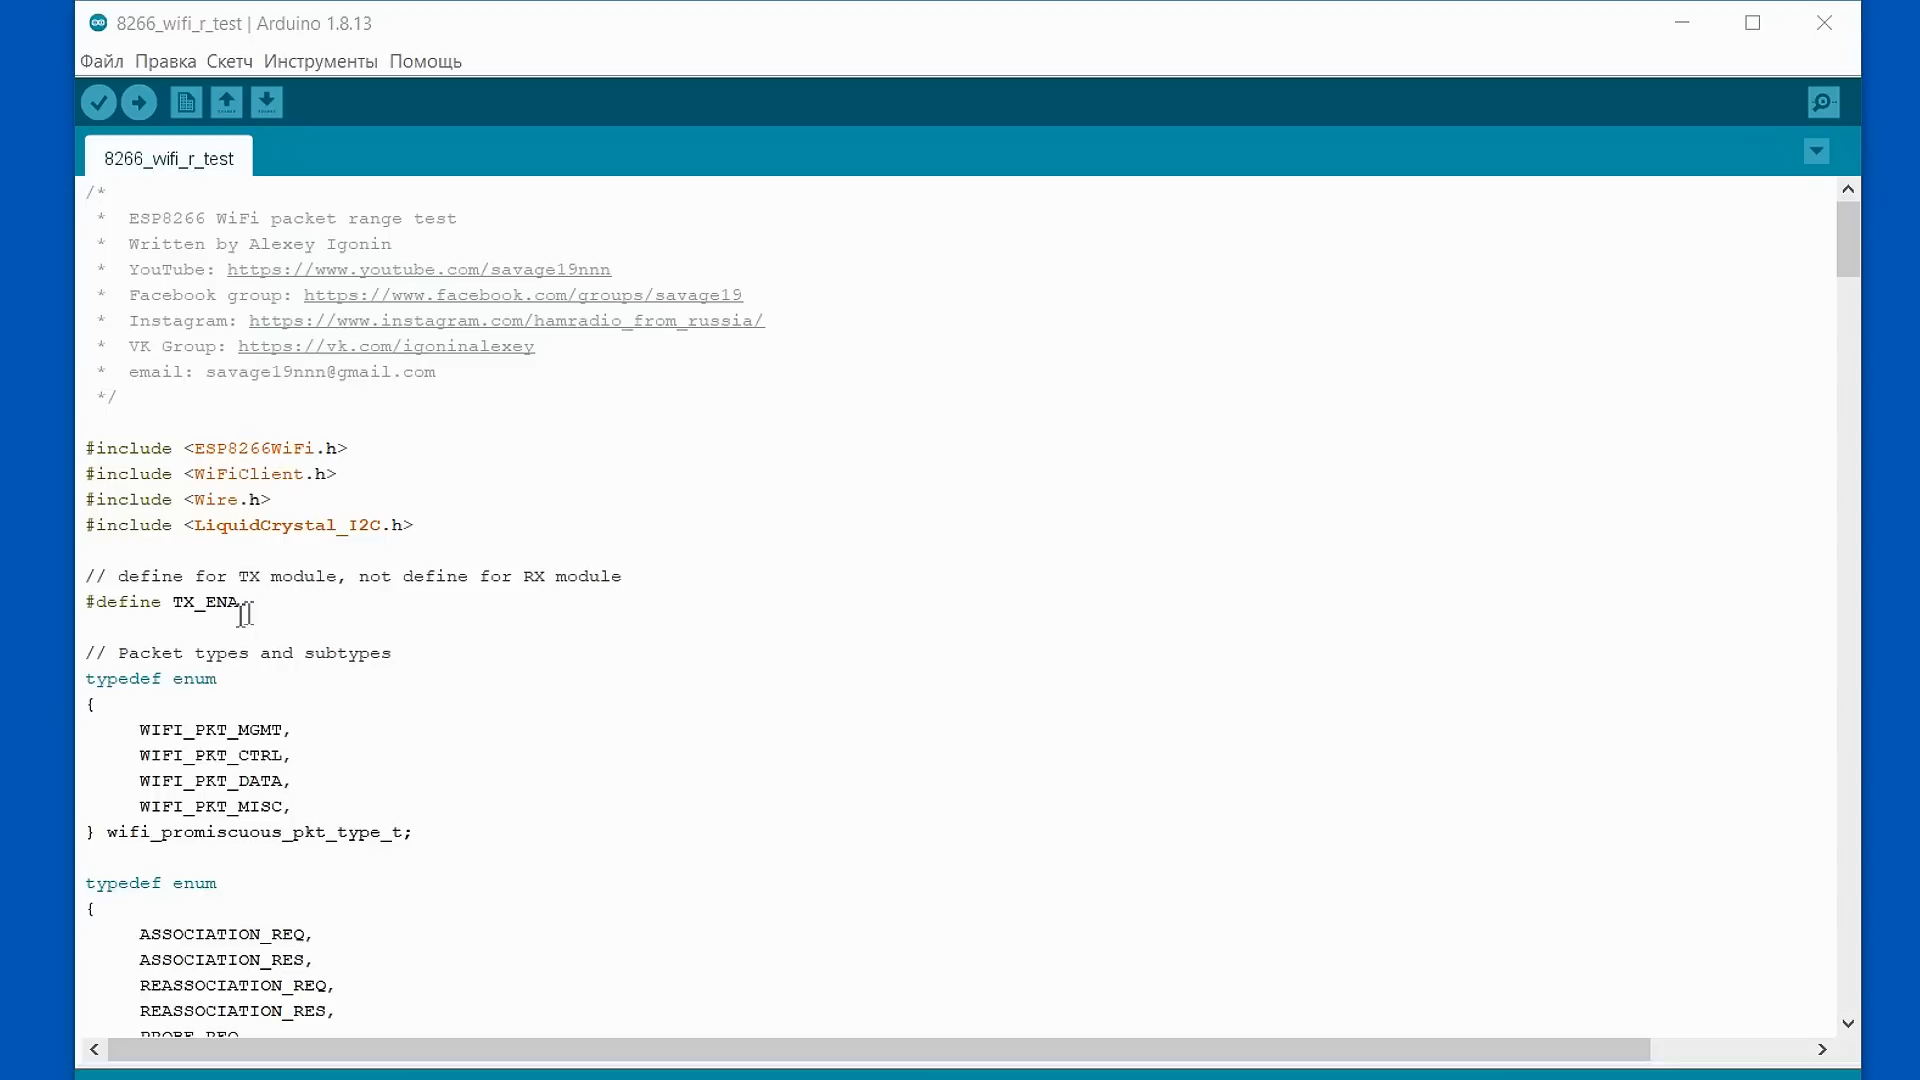 8266_wifi_r_test | Arduino 1.8.13
Файл Правка Скетч Инструменты Помощь
8266_wifi_r_test
/*
* ESP8266 WiFi packet range test
* Written by Alexey Igonin
* YouTube: https://www.youtube.com/savage19nnn
* Facebook group: https://www.facebook.com/groups/savage19
* Instagram: https://www.instagram.com/hamradio_from_russia/
* VK Group: https://vk.com/igoninalexey
* email: savage19nnn@gmail.com
*/
#include <ESP8266WiFi.h>
#include <WiFiClient.h>
#include <Wire.h>
#include <LiquidCrystal_I2C.h>
// define for TX module, not define for RX module
#define TX_ENA
// Packet types and subtypes
typedef enum
{
WIFI_PKT_MGMT,
WIFI_PKT_CTRL,
WIFI_PKT_DATA,
WIFI_PKT_MISC,
} wifi_promiscuous_pkt_type_t;
typedef enum
{
ASSOCIATION_REQ,
ASSOCIATION_RES,
REASSOCIATION_REQ,
REASSOCIATION_RES,
PROBE_REQ